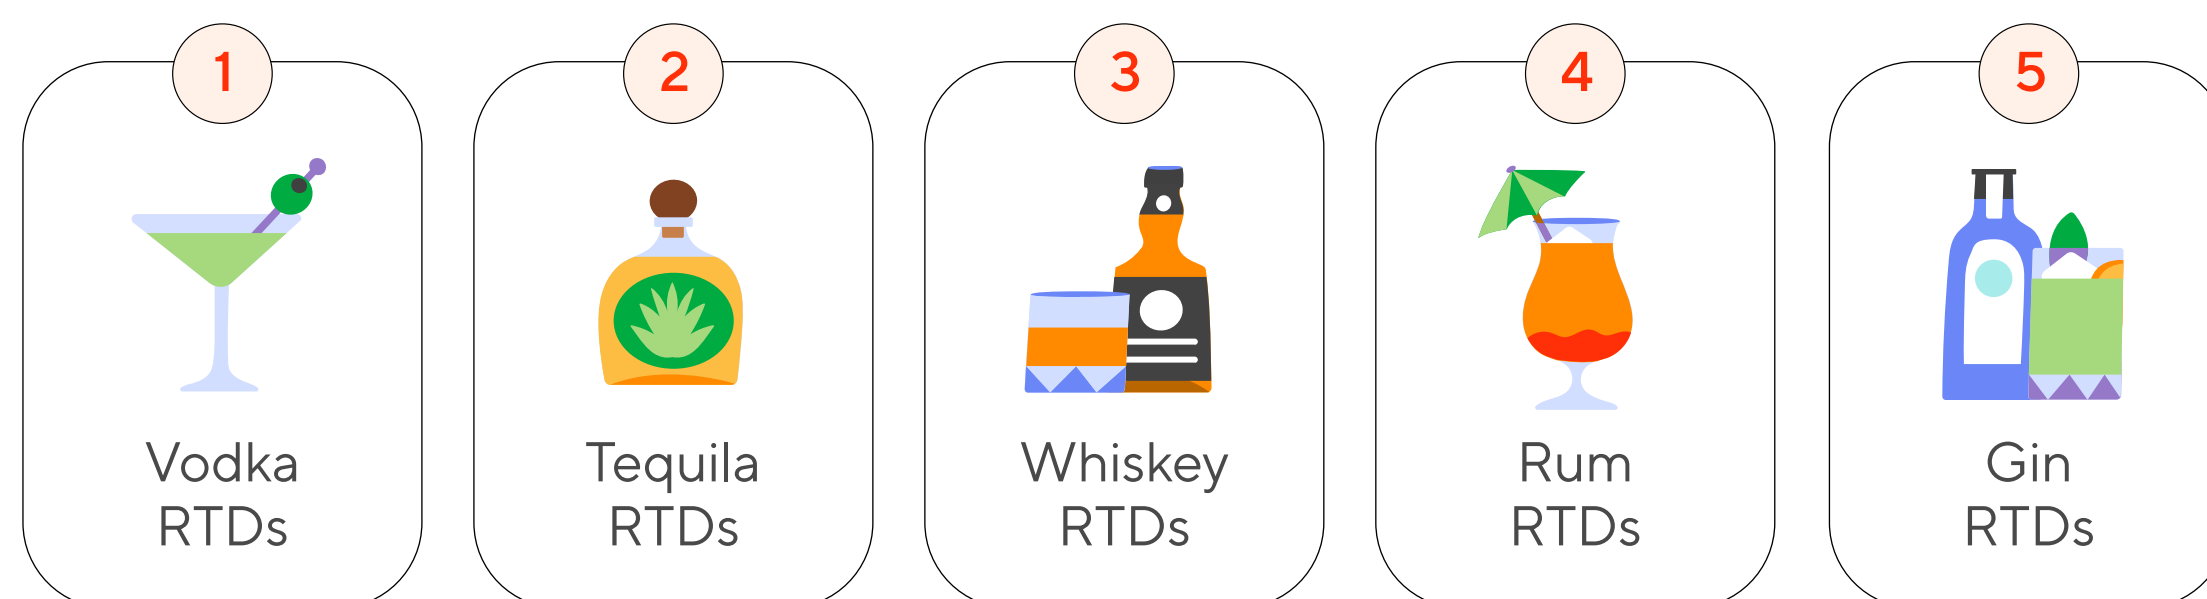 1
Vodka
RTDs
2
Tequila
RTDs
3
Whiskey
RTDs
4
Rum
RTDs
5
Gin
RTDs